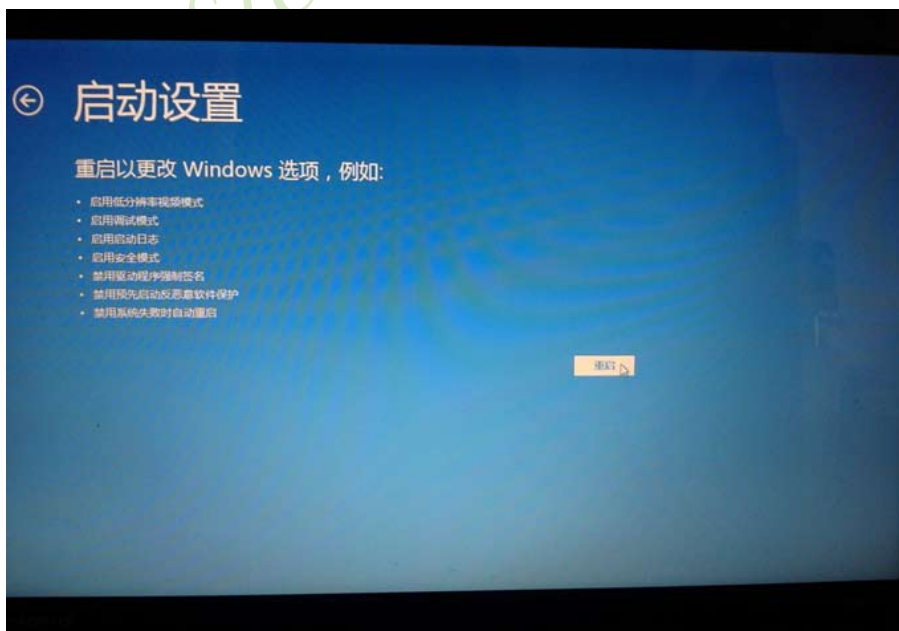 启动设置
重启以更改 Windows 选项，例如:
• 启用低分辨率视频模式
• 启用调试模式
• 启用启动日志
• 启用安全模式
• 禁用驱动程序强制签名
• 禁用预先启动反恶意软件保护
• 禁用系统失败时自动重启
重启